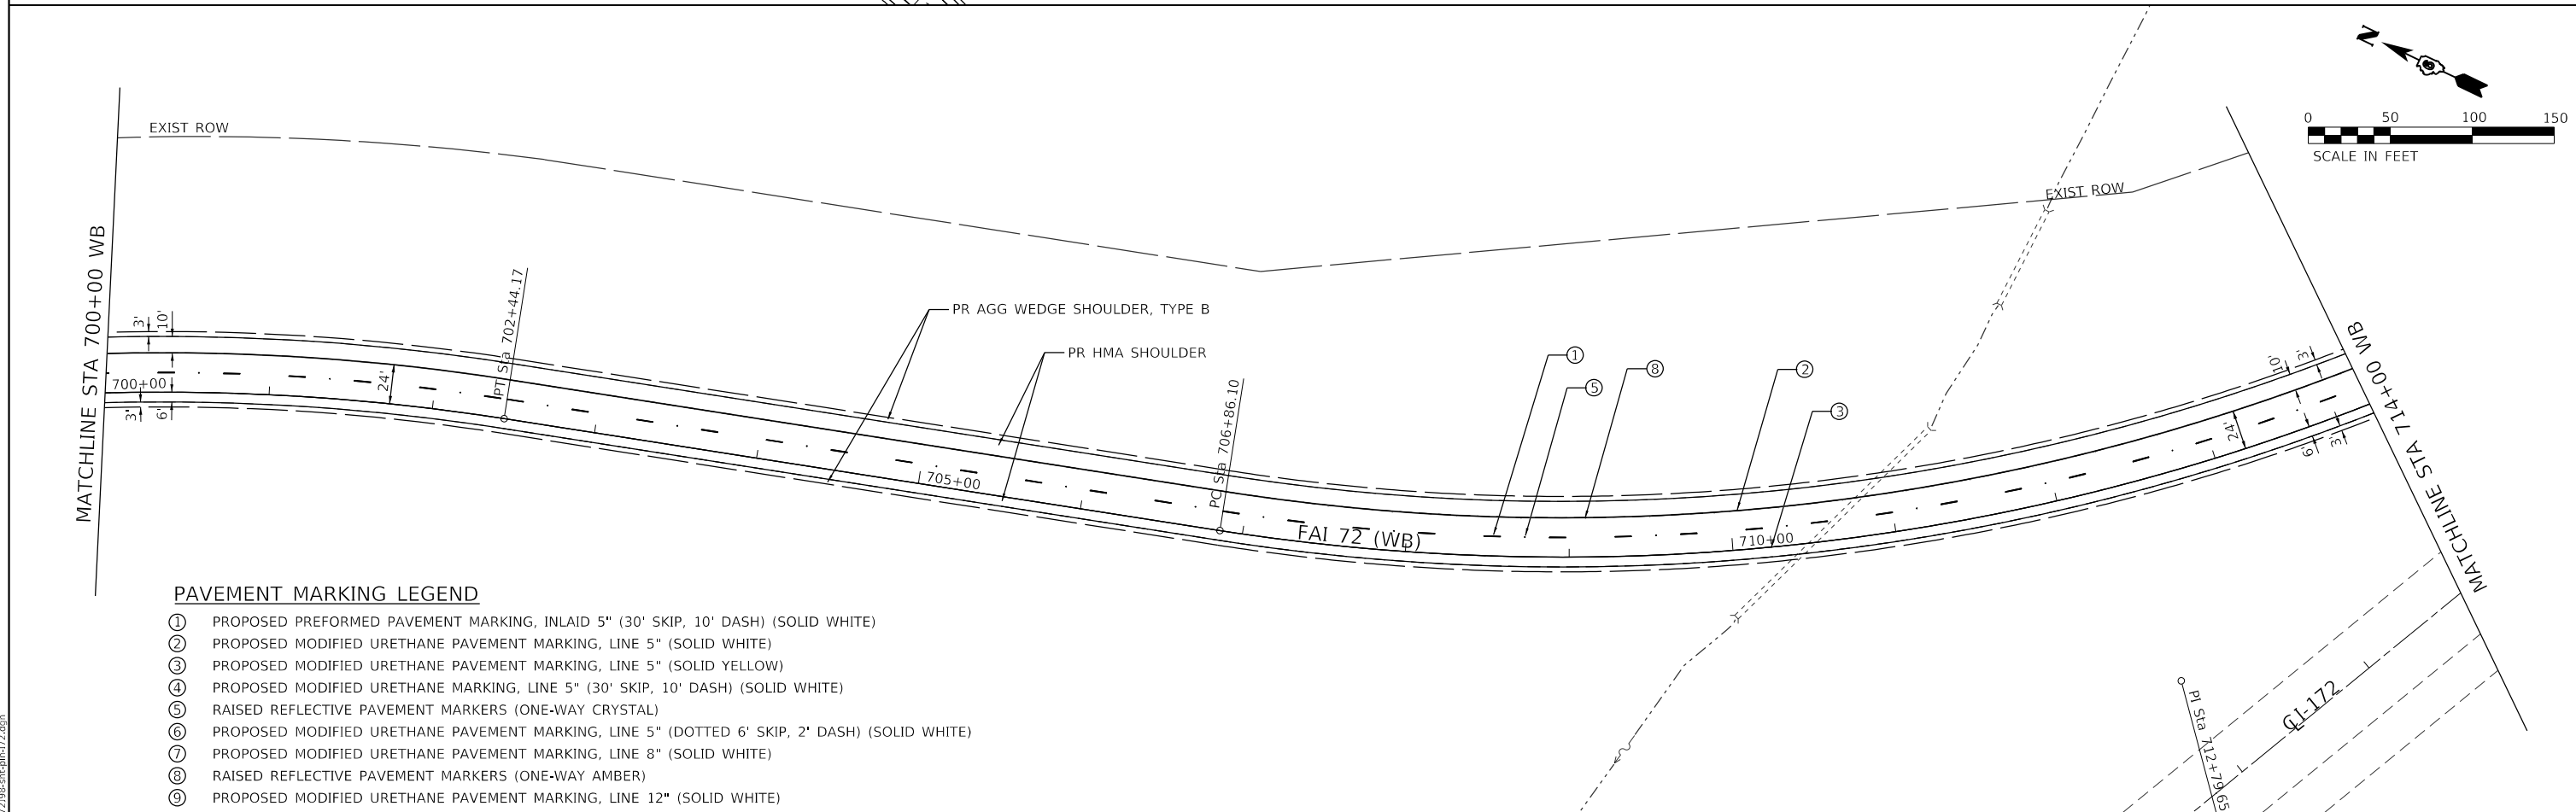 N
0 50 100 150
SCALE IN FEET
EXIST ROW
EXIST ROW
MATCHLINE STA 700+00 WB
3'
10'
700+00
3'
6'
24'
PT Sta 702+44.17
PR AGG WEDGE SHOULDER, TYPE B
PR HMA SHOULDER
705+00
PC Sta 706+86.10
FAI 72 (WB)
1
5
8
2
3
710+00
24'
10'
3'
6'
3'
MATCHLINE STA 714+00 WB
PAVEMENT MARKING LEGEND
1 PROPOSED PREFORMED PAVEMENT MARKING, INLAID 5" (30' SKIP, 10' DASH) (SOLID WHITE)
2 PROPOSED MODIFIED URETHANE PAVEMENT MARKING, LINE 5" (SOLID WHITE)
3 PROPOSED MODIFIED URETHANE PAVEMENT MARKING, LINE 5" (SOLID YELLOW)
4 PROPOSED MODIFIED URETHANE MARKING, LINE 5" (30' SKIP, 10' DASH) (SOLID WHITE)
5 RAISED REFLECTIVE PAVEMENT MARKERS (ONE-WAY CRYSTAL)
6 PROPOSED MODIFIED URETHANE PAVEMENT MARKING, LINE 5" (DOTTED 6' SKIP, 2' DASH) (SOLID WHITE)
7 PROPOSED MODIFIED URETHANE PAVEMENT MARKING, LINE 8" (SOLID WHITE)
8 RAISED REFLECTIVE PAVEMENT MARKERS (ONE-WAY AMBER)
9 PROPOSED MODIFIED URETHANE PAVEMENT MARKING, LINE 12" (SOLID WHITE)
℄ I-172
PI Sta 712+79.65